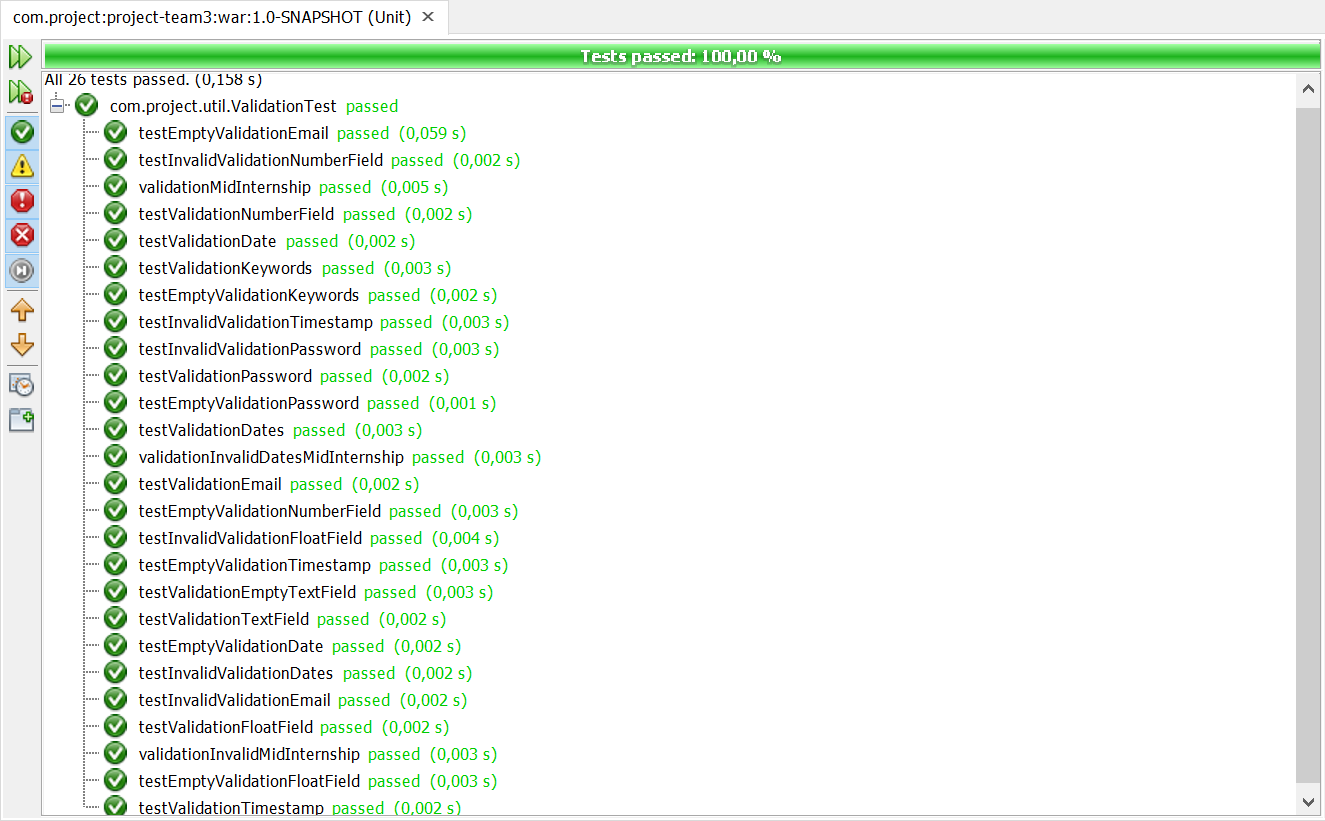 com.project:project-team3:war:1.0-SNAPSHOT (Unit)
Tests passed: 100,00 %
All 26 tests passed. (0,158 s)
com.project.util.ValidationTest passed
testEmptyValidationEmail passed (0,059 s)
testInvalidValidationNumberField passed (0,002 s)
validationMidInternship passed (0,005 s)
testValidationNumberField passed (0,002 s)
testValidationDate passed (0,002 s)
testValidationKeywords passed (0,003 s)
testEmptyValidationKeywords passed (0,002 s)
testInvalidValidationTimestamp passed (0,003 s)
testInvalidValidationPassword passed (0,003 s)
testValidationPassword passed (0,002 s)
testEmptyValidationPassword passed (0,001 s)
testValidationDates passed (0,003 s)
validationInvalidDatesMidInternship passed (0,003 s)
testValidationEmail passed (0,002 s)
testEmptyValidationNumberField passed (0,003 s)
testInvalidValidationFloatField passed (0,004 s)
testEmptyValidationTimestamp passed (0,003 s)
testValidationEmptyTextField passed (0,003 s)
testValidationTextField passed (0,002 s)
testEmptyValidationDate passed (0,002 s)
testInvalidValidationDates passed (0,002 s)
testInvalidValidationEmail passed (0,002 s)
testValidationFloatField passed (0,002 s)
validationInvalidMidInternship passed (0,003 s)
testEmptyValidationFloatField passed (0,003 s)
testValidationTimestamp passed (0,002 s)